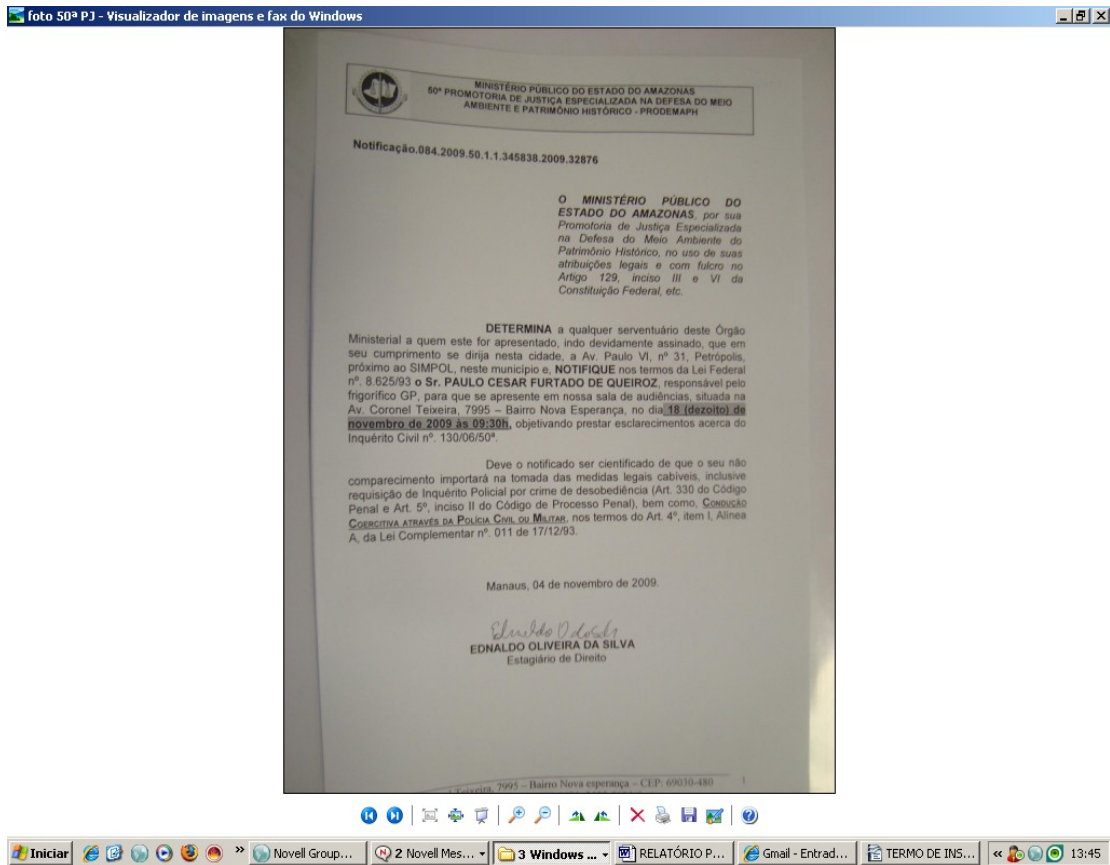 foto 50ª PJ - Visualizador de imagens e fax do Windows
MINISTÉRIO PÚBLICO DO ESTADO DO AMAZONAS
50ª PROMOTORIA DE JUSTIÇA ESPECIALIZADA NA DEFESA DO MEIO
AMBIENTE E PATRIMÔNIO HISTÓRICO - PRODEMAPH
Notificação.084.2009.50.1.1.345838.2009.32876
O MINISTÉRIO PÚBLICO DO
ESTADO DO AMAZONAS, por sua
Promotoria de Justiça Especializada
na Defesa do Meio Ambiente do
Patrimônio Histórico, no uso de suas
atribuições legais e com fulcro no
Artigo 129, inciso III e VI da
Constituição Federal, etc.
DETERMINA a qualquer serventuário deste Órgão
Ministerial a quem este for apresentado, indo devidamente assinado, que em
seu cumprimento se dirija nesta cidade, a Av. Paulo VI, nº 31, Petrópolis,
próximo ao SIMPOL, neste município e, NOTIFIQUE nos termos da Lei Federal
nº. 8.625/93 o Sr. PAULO CESAR FURTADO DE QUEIROZ, responsável pelo
frigorífico GP, para que se apresente em nossa sala de audiências, situada na
Av. Coronel Teixeira, 7995 – Bairro Nova Esperança, no dia 18 (dezoito) de
novembro de 2009 às 09:30h, objetivando prestar esclarecimentos acerca do
Inquérito Civil nº. 130/06/50ª.
Deve o notificado ser cientificado de que o seu não
comparecimento importará na tomada das medidas legais cabíveis, inclusive
requisição de Inquérito Policial por crime de desobediência (Art. 330 do Código
Penal e Art. 5º, inciso II do Código de Processo Penal), bem como, CONDUÇÃO
COERCITIVA ATRAVÉS DA POLÍCIA CIVIL OU MILITAR, nos termos do Art. 4º, item I, Alínea
A, da Lei Complementar nº. 011 de 17/12/93.
Manaus, 04 de novembro de 2009.
EDNALDO OLIVEIRA DA SILVA
Estagiário de Direito
Teixeira, 7995 – Bairro Nova esperança – CEP: 69030-480 1
Iniciar » Novell Group... 2 Novell Mes... 3 Windows ... RELATÓRIO P... Gmail - Entrad... TERMO DE INS... « 13:45